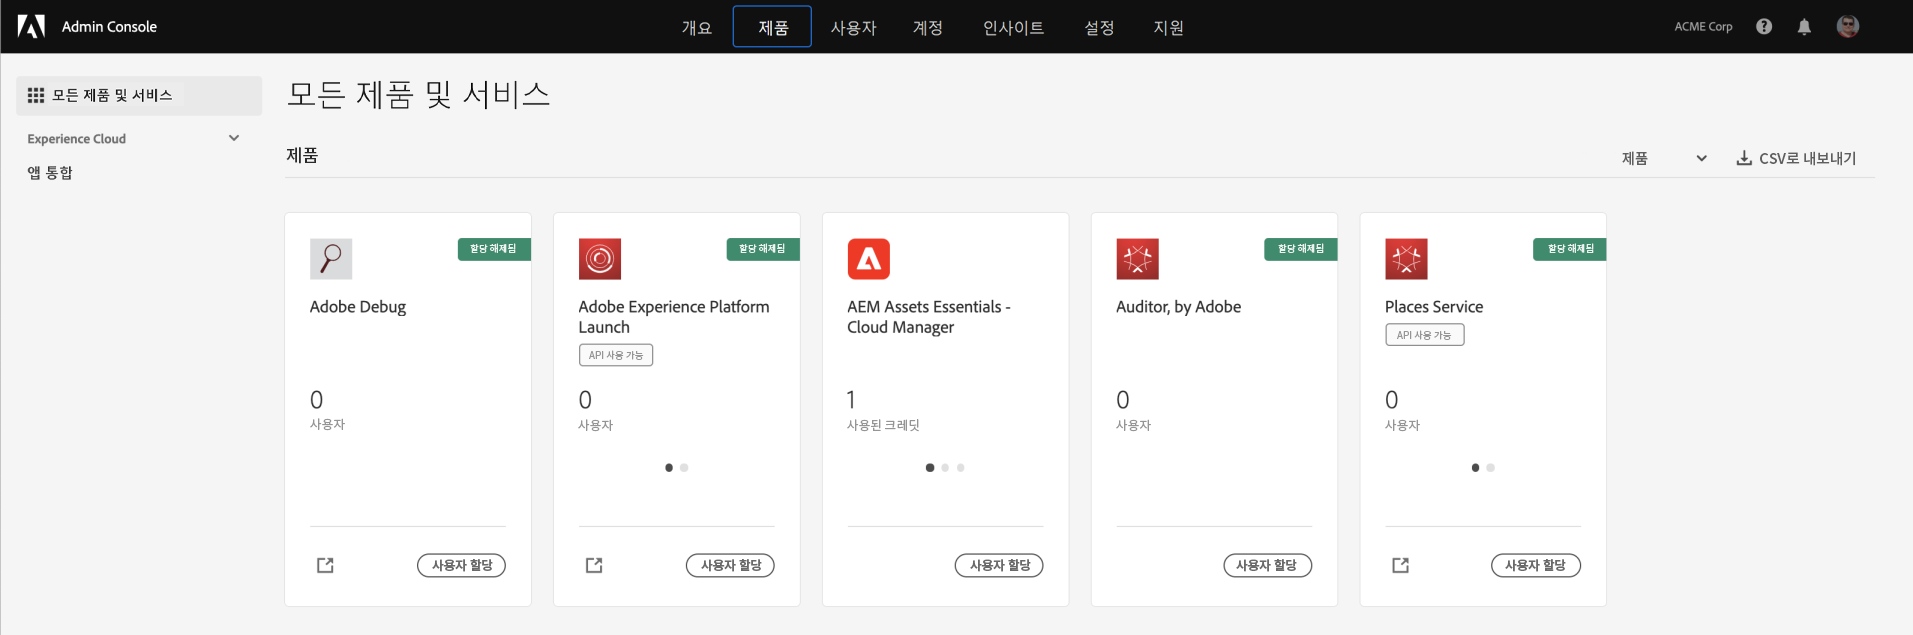 Admin Console
개요
제품
사용자
계정
인사이트
설정
지원
ACME Corp
모든 제품 및 서비스
Experience Cloud
앱 통합
모든 제품 및 서비스
제품
제품
CSV로 내보내기
할당 해제됨
Adobe Debug
0
사용자
사용자 할당
할당 해제됨
Adobe Experience Platform
Launch
API 사용 가능
0
사용자
사용자 할당
AEM Assets Essentials -
Cloud Manager
1
사용된 크레딧
사용자 할당
할당 해제됨
Auditor, by Adobe
0
사용자
사용자 할당
할당 해제됨
Places Service
API 사용 가능
0
사용자
사용자 할당